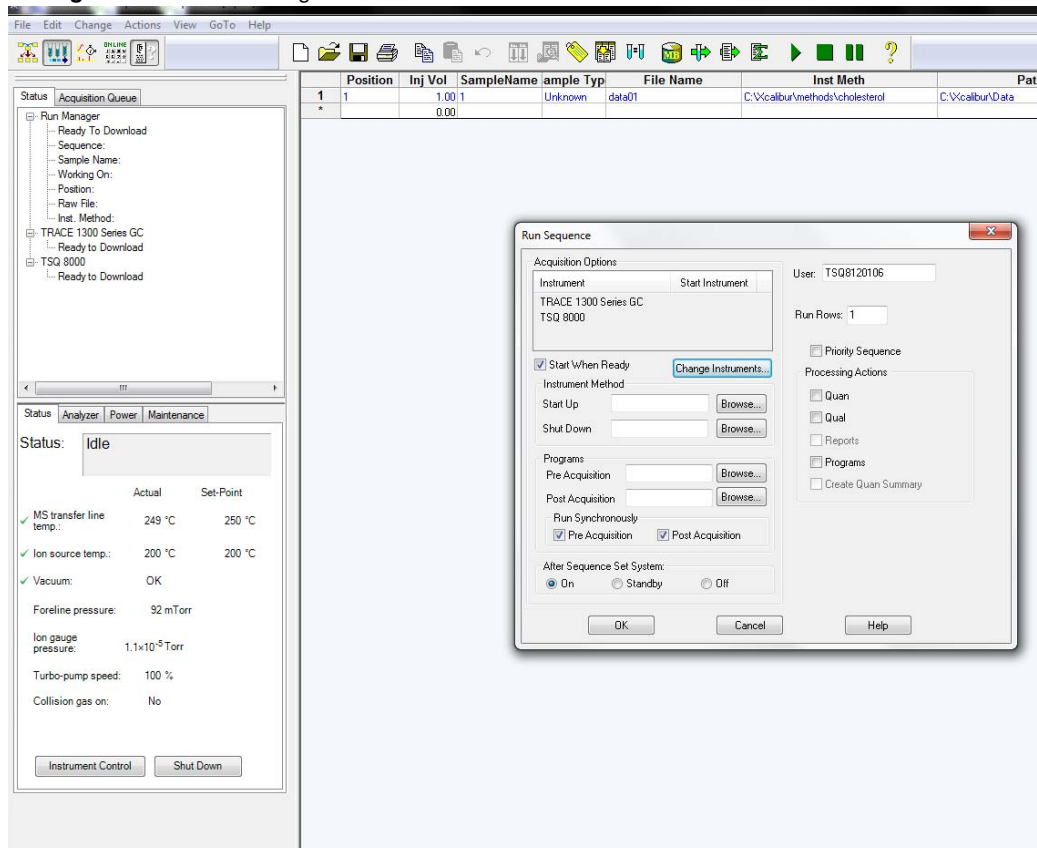 File Edit Change Actions View GoTo Help
Position Inj Vol SampleName ample Typ File Name Inst Meth Pat
1 1 1.00 1 Unknown data01 C:\Xcalibur\methods\cholesterol C:\Xcalibur\Data
* 0.00
Status Acquisition Queue
Run Manager
Ready To Download
Sequence:
Sample Name:
Working On:
Position:
Raw File:
Inst. Method:
TRACE 1300 Series GC
Ready to Download
TSQ 8000
Ready to Download
Status Analyzer Power Maintenance
Status: Idle
Actual Set-Point
MS transfer line temp.: 249 °C 250 °C
Ion source temp.: 200 °C 200 °C
Vacuum: OK
Foreline pressure: 92 mTorr
Ion gauge pressure: 1.1×10⁻⁵ Torr
Turbo-pump speed: 100 %
Collision gas on: No
Instrument Control Shut Down
Run Sequence
Acquisition Options
Instrument Start Instrument
TRACE 1300 Series GC
TSQ 8000
Start When Ready Change Instruments...
Instrument Method
Start Up Browse...
Shut Down Browse...
Programs
Pre Acquisition Browse...
Post Acquisition Browse...
Run Synchronously
Pre Acquisition Post Acquisition
After Sequence Set System:
On Standby Off
User: TSQ8120106
Run Rows: 1
Priority Sequence
Processing Actions
Quan
Qual
Reports
Programs
Create Quan Summary
OK Cancel Help